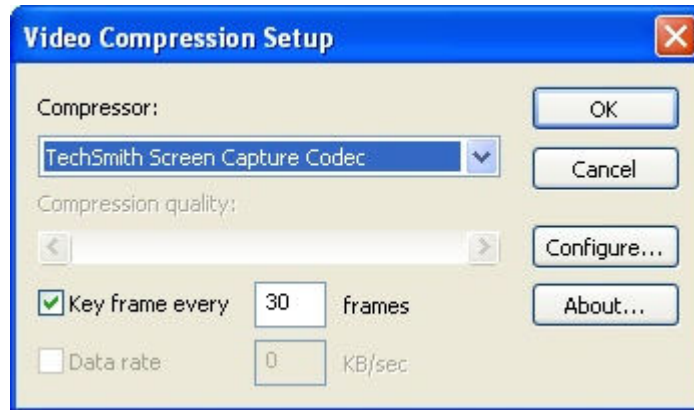 Video Compression Setup
Compressor:
OK
TechSmith Screen Capture Codec
Cancel
Compression quality:
Configure...
Key frame every 30 frames
About...
Data rate 0 KB/sec